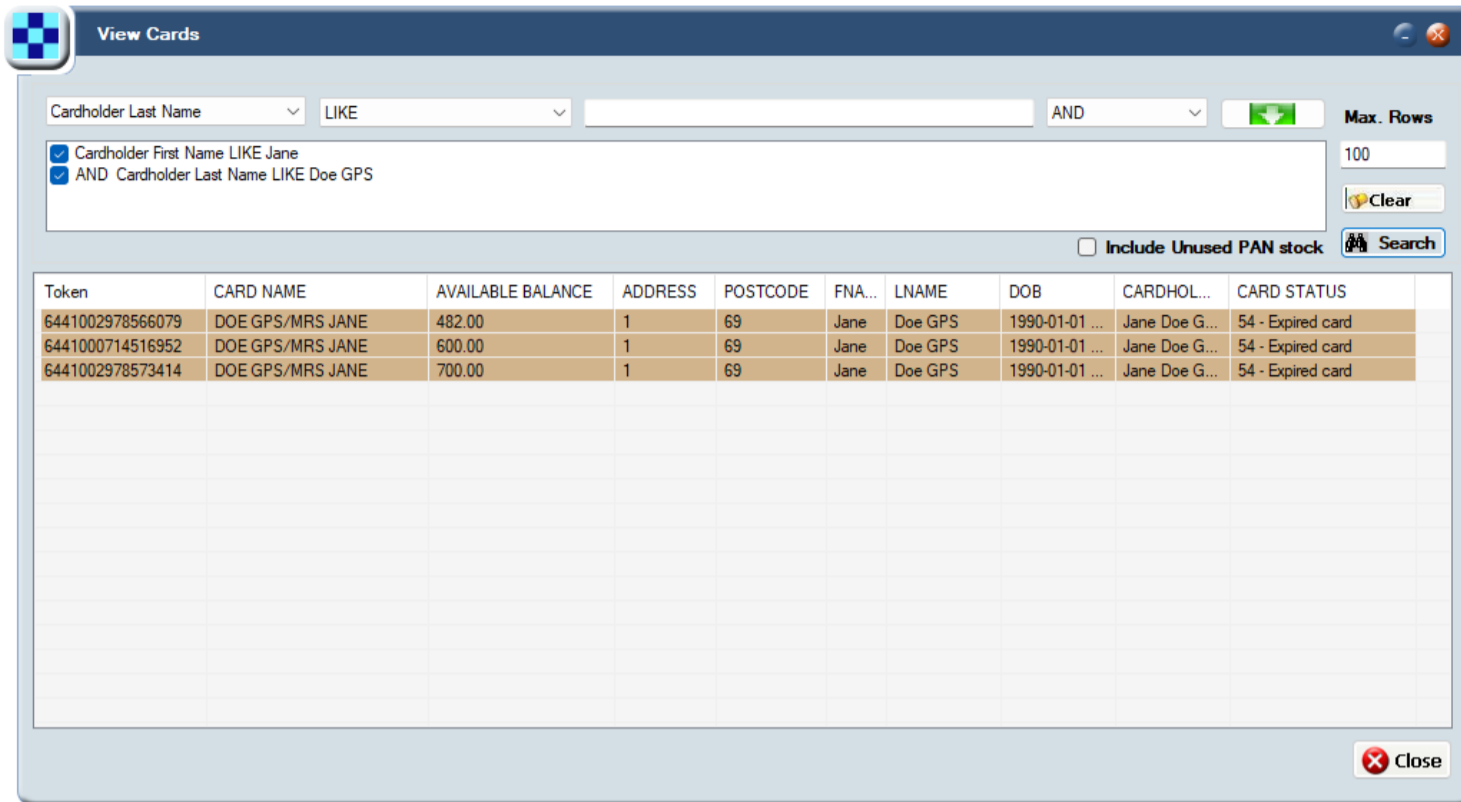 View Cards
Cardholder Last Name LIKE AND Max. Rows
Cardholder First Name LIKE Jane
AND Cardholder Last Name LIKE Doe GPS
100
Clear
Include Unused PAN stock Search
Token CARD NAME AVAILABLE BALANCE ADDRESS POSTCODE FNA... LNAME DOB CARDHOL... CARD STATUS
6441002978566079 DOE GPS/MRS JANE 482.00 1 69 Jane Doe GPS 1990-01-01 ... Jane Doe G... 54 - Expired card
6441000714516952 DOE GPS/MRS JANE 600.00 1 69 Jane Doe GPS 1990-01-01 ... Jane Doe G... 54 - Expired card
6441002978573414 DOE GPS/MRS JANE 700.00 1 69 Jane Doe GPS 1990-01-01 ... Jane Doe G... 54 - Expired card
Close